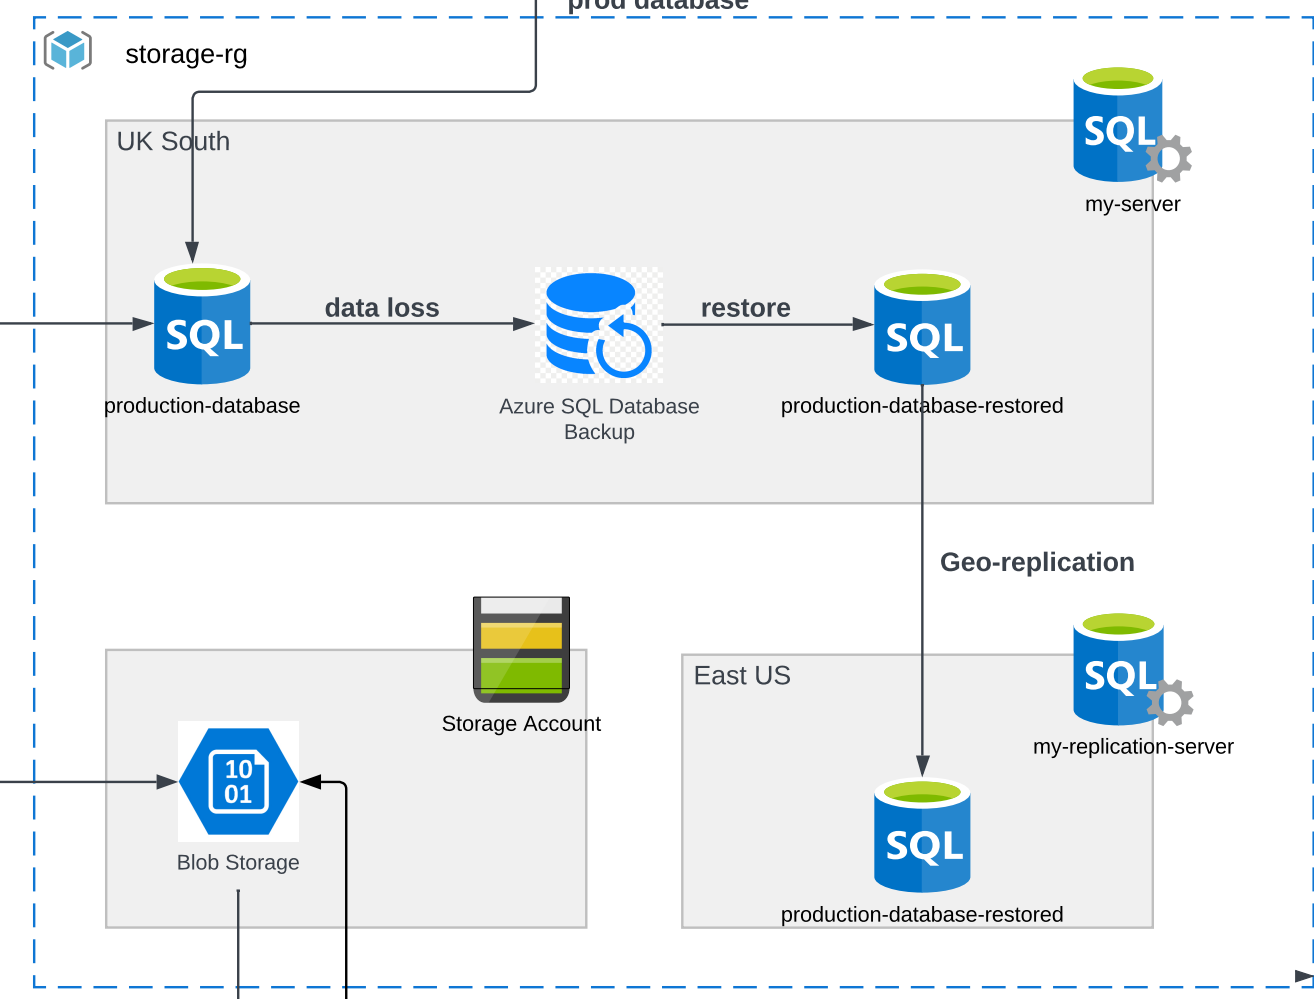 prod database
storage-rg
UK South
SQL
my-server
data loss
restore
SQL
SQL
production-database
Azure SQL Database
Backup
production-database-restored
Geo-replication
East US
SQL
Storage Account
my-replication-server
10
01
SQL
Blob Storage
production-database-restored